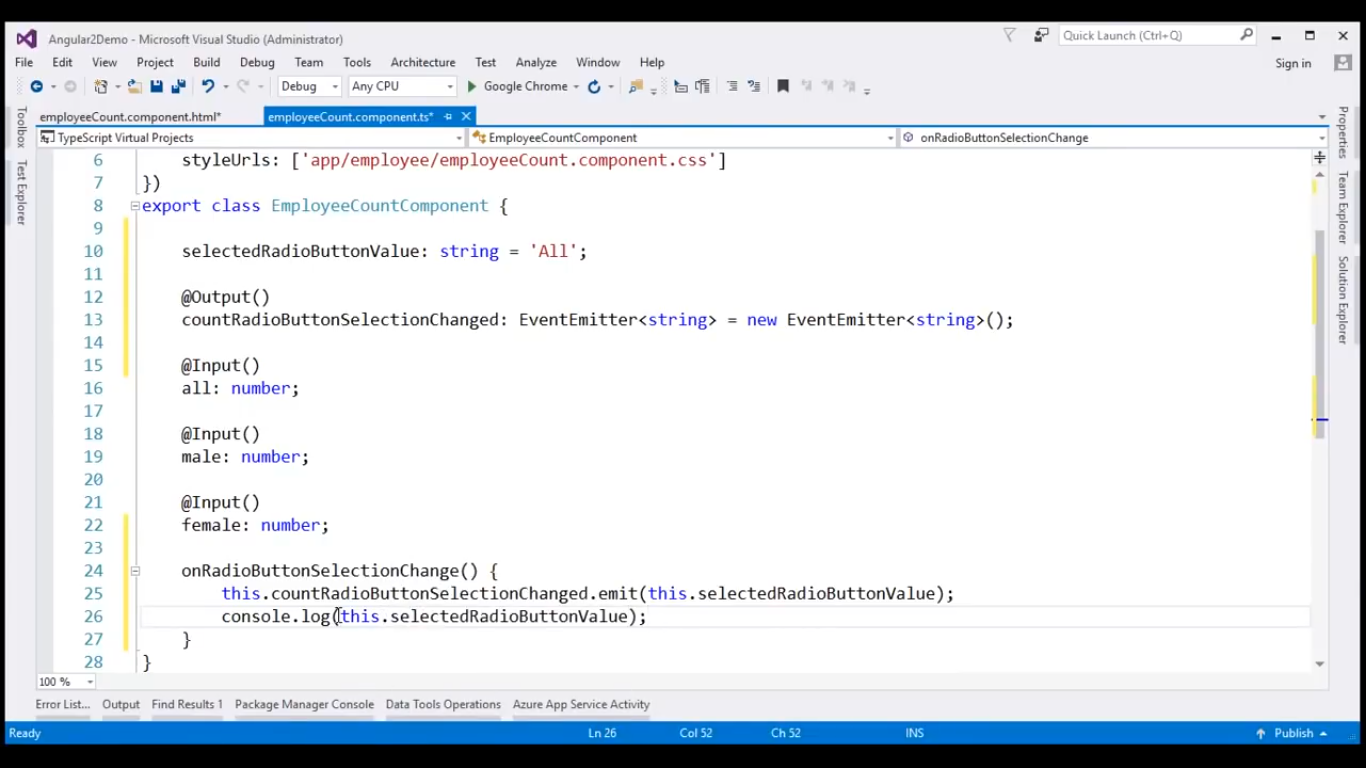 Angular2Demo - Microsoft Visual Studio (Administrator)
Quick Launch (Ctrl+Q)
File Edit View Project Build Debug Team Tools Architecture Test Analyze Window Help
Sign in
Debug Any CPU Google Chrome
employeeCount.component.html* employeeCount.component.ts*
TypeScript Virtual Projects EmployeeCountComponent onRadioButtonSelectionChange
Toolbox
Test Explorer
Properties
Team Explorer
Solution Explorer
6 styleUrls: ['app/employee/employeeCount.component.css']
7 })
8 export class EmployeeCountComponent {
9
10 selectedRadioButtonValue: string = 'All';
11
12 @Output()
13 countRadioButtonSelectionChanged: EventEmitter<string> = new EventEmitter<string>();
14
15 @Input()
16 all: number;
17
18 @Input()
19 male: number;
20
21 @Input()
22 female: number;
23
24 onRadioButtonSelectionChange() {
25 this.countRadioButtonSelectionChanged.emit(this.selectedRadioButtonValue);
26 console.log(this.selectedRadioButtonValue);
27 }
28 }
100 %
Error List... Output Find Results 1 Package Manager Console Data Tools Operations Azure App Service Activity
Ready Ln 26 Col 52 Ch 52 INS Publish